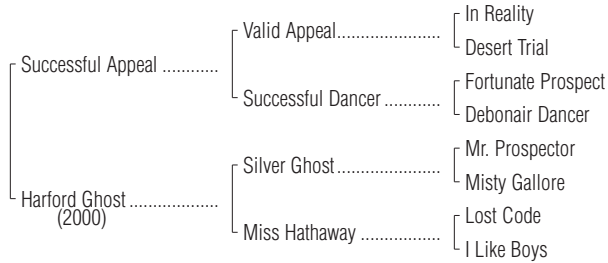 In Reality
Valid Appeal.....................
Desert Trial
Successful Appeal ............
Fortunate Prospect
Successful Dancer ............
Debonair Dancer
Mr. Prospector
Silver Ghost.....................
Misty Gallore
Harford Ghost ..................
(2000)
Lost Code
Miss Hathaway ................
I Like Boys